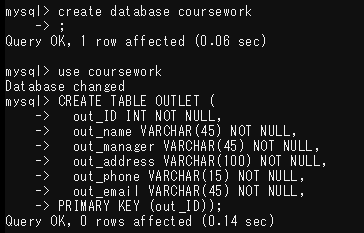 mysql> create database coursework
    -> ;
Query OK, 1 row affected (0.06 sec)

mysql> use coursework
Database changed
mysql> CREATE TABLE OUTLET (
    ->   out_ID INT NOT NULL,
    ->   out_name VARCHAR(45) NOT NULL,
    ->   out_manager VARCHAR(45) NOT NULL,
    ->   out_address VARCHAR(100) NOT NULL,
    ->   out_phone VARCHAR(15) NOT NULL,
    ->   out_email VARCHAR(45) NOT NULL,
    -> PRIMARY KEY (out_ID));
Query OK, 0 rows affected (0.14 sec)